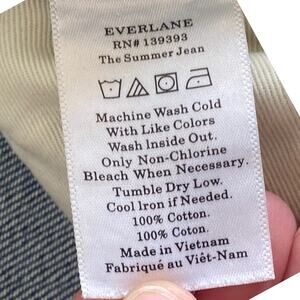 EVERLANE
RN# 139393
The Summer Jean
Machine Wash Cold
With Like Colors
Wash Inside Out.
Only Non-Chlorine
Bleach When Necessary.
Tumble Dry Low.
Cool Iron if Needed.
100% Cotton.
100% Cotton.
Made in Vietnam
Fabriqué au Viêt-Nam